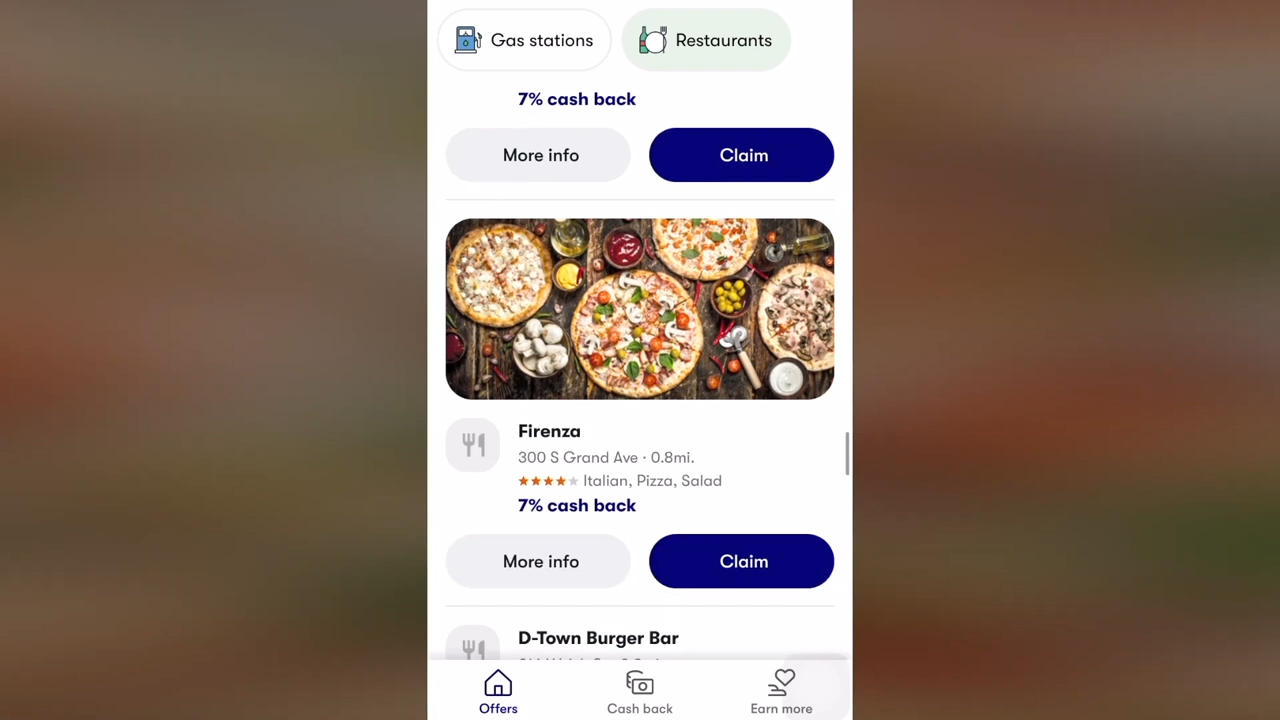 Gas stations
Restaurants
7% cash back
More info
Claim
Firenza
300 S Grand Ave · 0.8mi.
Italian, Pizza, Salad
7% cash back
More info
Claim
D-Town Burger Bar
Offers
Cash back
Earn more